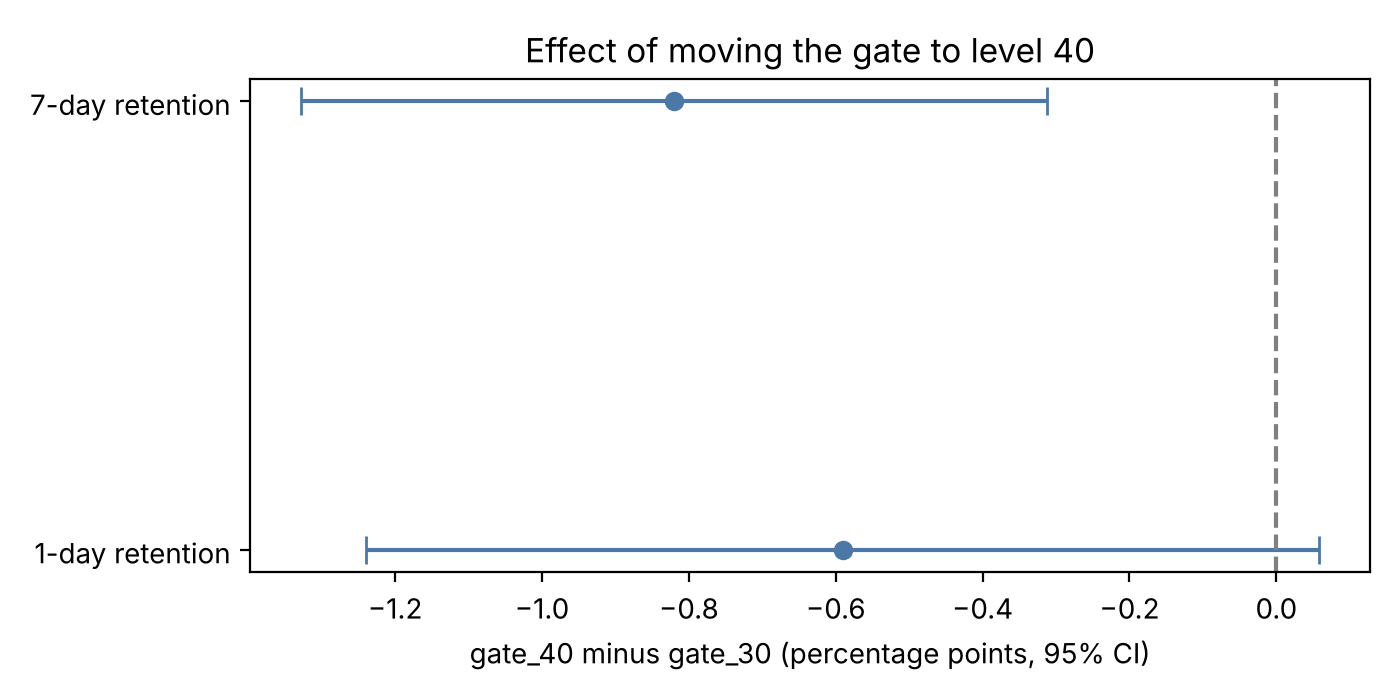 Effect of moving the gate to level 40
7-day retention
1-day retention
−1.2
−1.0
−0.8
−0.6
−0.4
−0.2
0.0
gate_40 minus gate_30 (percentage points, 95% CI)